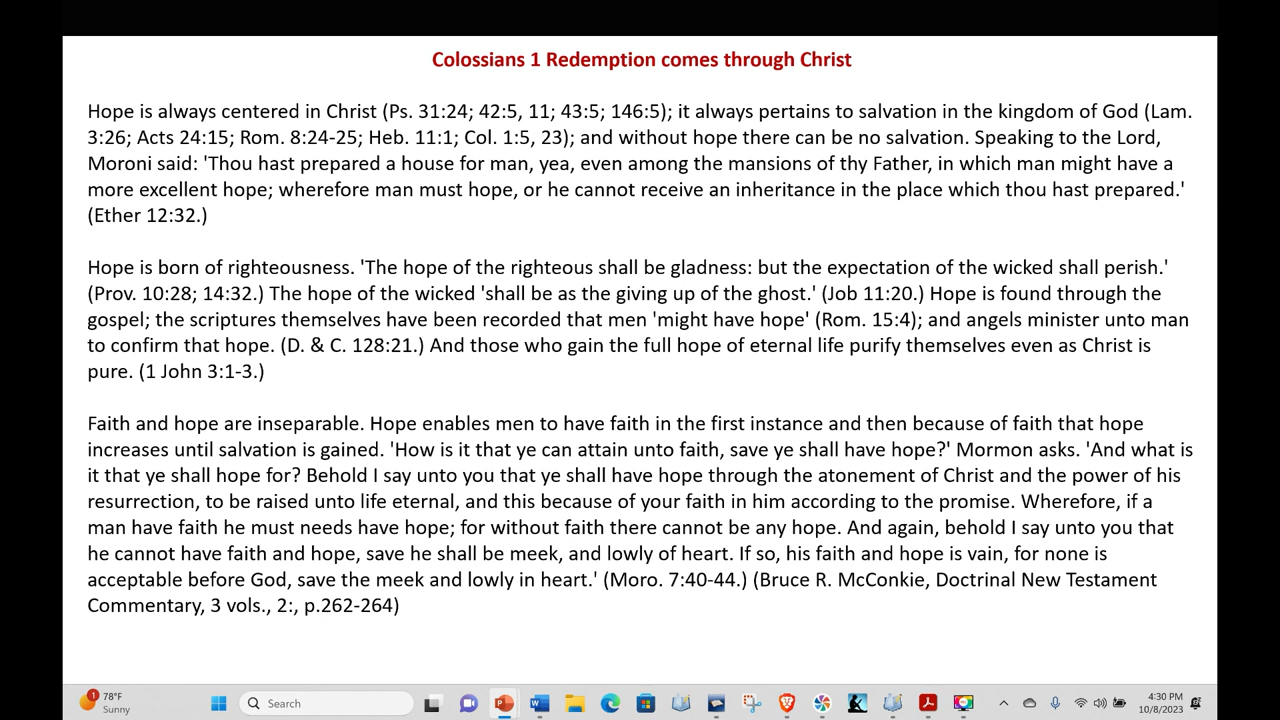 Colossians 1 Redemption comes through Christ
Hope is always centered in Christ (Ps. 31:24; 42:5, 11; 43:5; 146:5); it always pertains to salvation in the kingdom of God (Lam.
3:26; Acts 24:15; Rom. 8:24-25; Heb. 11:1; Col. 1:5, 23); and without hope there can be no salvation. Speaking to the Lord,
Moroni said: 'Thou hast prepared a house for man, yea, even among the mansions of thy Father, in which man might have a
more excellent hope; wherefore man must hope, or he cannot receive an inheritance in the place which thou hast prepared.'
(Ether 12:32.)
Hope is born of righteousness. 'The hope of the righteous shall be gladness: but the expectation of the wicked shall perish.'
(Prov. 10:28; 14:32.) The hope of the wicked 'shall be as the giving up of the ghost.' (Job 11:20.) Hope is found through the
gospel; the scriptures themselves have been recorded that men 'might have hope' (Rom. 15:4); and angels minister unto man
to confirm that hope. (D. & C. 128:21.) And those who gain the full hope of eternal life purify themselves even as Christ is
pure. (1 John 3:1-3.)
Faith and hope are inseparable. Hope enables men to have faith in the first instance and then because of faith that hope
increases until salvation is gained. 'How is it that ye can attain unto faith, save ye shall have hope?' Mormon asks. 'And what is
it that ye shall hope for? Behold I say unto you that ye shall have hope through the atonement of Christ and the power of his
resurrection, to be raised unto life eternal, and this because of your faith in him according to the promise. Wherefore, if a
man have faith he must needs have hope; for without faith there cannot be any hope. And again, behold I say unto you that
he cannot have faith and hope, save he shall be meek, and lowly of heart. If so, his faith and hope is vain, for none is
acceptable before God, save the meek and lowly in heart.' (Moro. 7:40-44.) (Bruce R. McConkie, Doctrinal New Testament
Commentary, 3 vols., 2:, p.262-264)
1
78°F
Sunny
Search
4:30 PM
10/8/2023